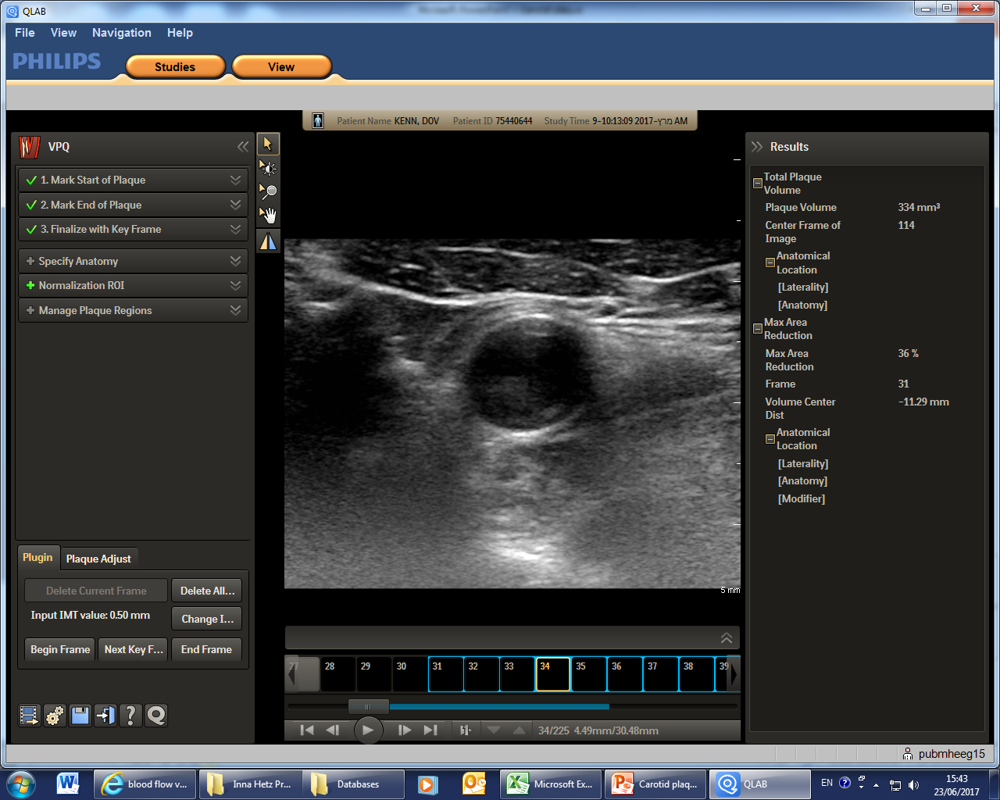 QLAB
File View Navigation Help
PHILIPS
Studies View
Patient Name KENN, DOV Patient ID 75440644 Study Time 9-10:13:09 2017-מרץ AM
VPQ
1. Mark Start of Plaque
2. Mark End of Plaque
3. Finalize with Key Frame
Specify Anatomy
Normalization ROI
Manage Plaque Regions
Plugin Plaque Adjust
Delete Current Frame Delete All...
Input IMT value: 0.50 mm Change I...
Begin Frame Next Key F... End Frame
5 mm
27 28 29 30 31 32 33 34 35 36 37 38 39
34/225 4.49mm/30.48mm
Results
Total Plaque
Volume
Plaque Volume 334 mm³
Center Frame of 114
Image
Anatomical
Location
[Laterality]
[Anatomy]
Max Area
Reduction
Max Area 36 %
Reduction
Frame 31
Volume Center -11.29 mm
Dist
Anatomical
Location
[Laterality]
[Anatomy]
[Modifier]
pubmheeg15
blood flow v... Inna Hetz Pr... Databases Microsoft Ex... Carotid plaq... QLAB EN 15:43
23/06/2017